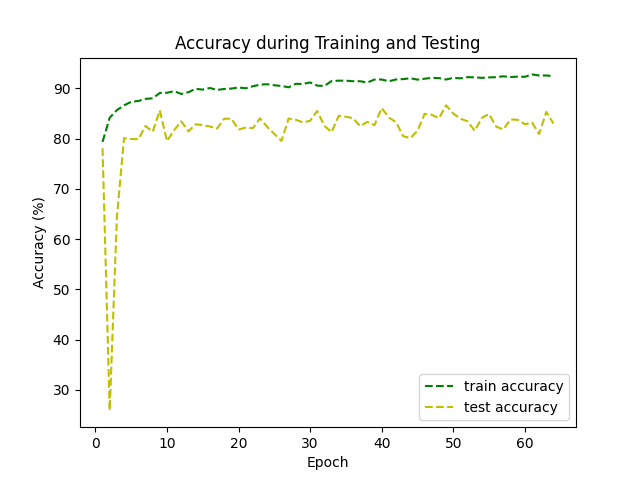 Accuracy during Training and Testing
90
80
70
60
50
40
30
Accuracy (%)
0 10 20 30 40 50 60
Epoch
train accuracy
test accuracy